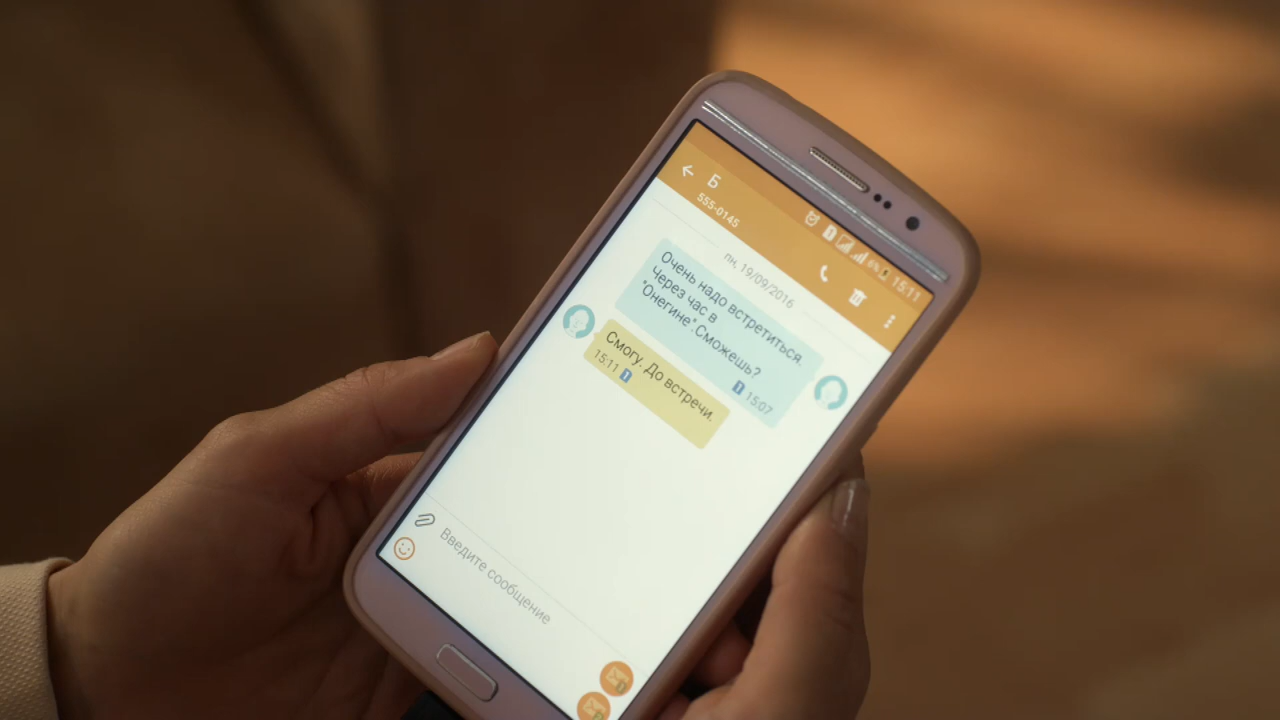 6% 15:11
Б
555-0145
пн, 19/09/2016
Очень надо встретиться.
Через час в
"Онегине".Сможешь?
15:07
Смогу. До встречи.
15:11
Введите сообщение